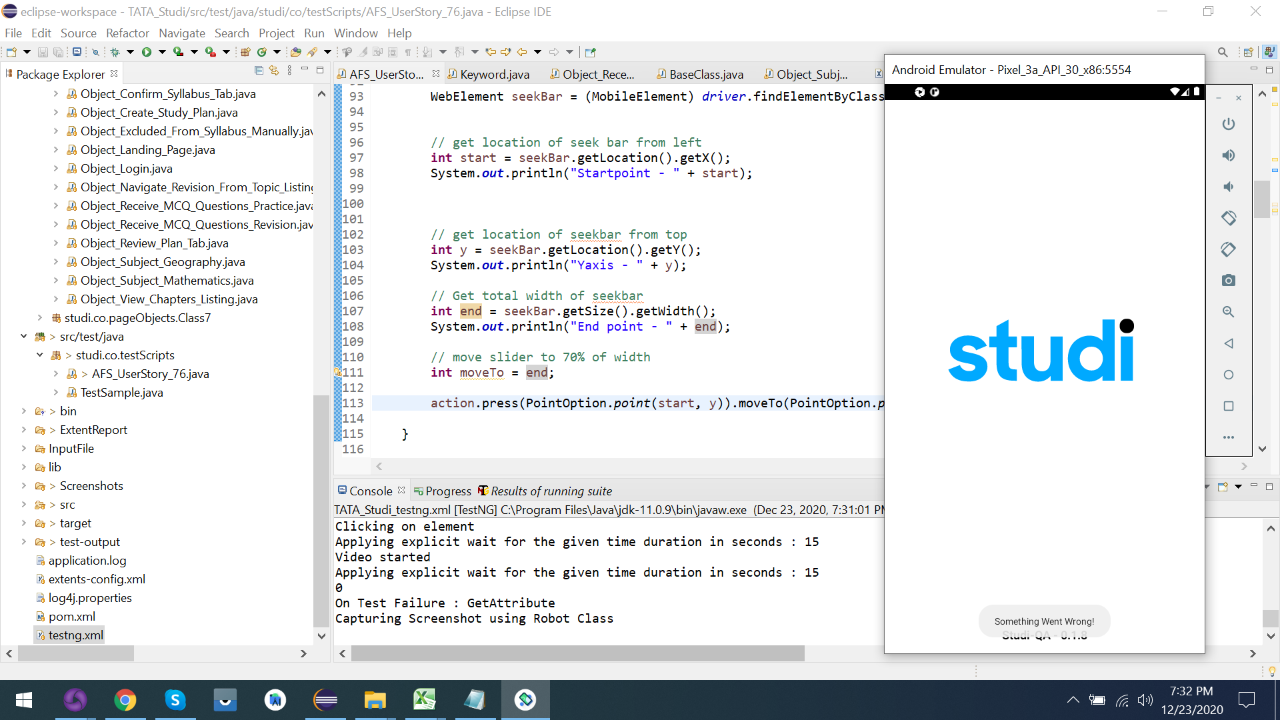 eclipse-workspace - TATA_Studi/src/test/java/studi/co/testScripts/AFS_UserStory_76.java - Eclipse IDE
File Edit Source Refactor Navigate Search Project Run Window Help
Package Explorer
Object_Confirm_Syllabus_Tab.java
Object_Create_Study_Plan.java
Object_Excluded_From_Syllabus_Manually.jav
Object_Landing_Page.java
Object_Login.java
Object_Navigate_Revision_From_Topic_Listing
Object_Receive_MCQ_Questions_Practice.java
Object_Receive_MCQ_Questions_Revision.java
Object_Review_Plan_Tab.java
Object_Subject_Geography.java
Object_Subject_Mathematics.java
Object_View_Chapters_Listing.java
studi.co.pageObjects.Class7
> src/test/java
> studi.co.testScripts
> AFS_UserStory_76.java
TestSample.java
> bin
> ExtentReport
InputFile
lib
> Screenshots
> src
> target
> test-output
application.log
extents-config.xml
log4j.properties
pom.xml
testng.xml
AFS_UserSto... Keyword.java Object_Rece... BaseClass.java Object_Subj...
93 WebElement seekBar = (MobileElement) driver.findElementByClass
94
95
96 // get location of seek bar from left
97 int start = seekBar.getLocation().getX();
98 System.out.println("Startpoint - " + start);
99
100
101
102 // get location of seekbar from top
103 int y = seekBar.getLocation().getY();
104 System.out.println("Yaxis - " + y);
105
106 // Get total width of seekbar
107 int end = seekBar.getSize().getWidth();
108 System.out.println("End point - " + end);
109
110 // move slider to 70% of width
111 int moveTo = end;
112
113 action.press(PointOption.point(start, y)).moveTo(PointOption.p
114
115 }
116
Console Progress Results of running suite
TATA_Studi_testng.xml [TestNG] C:\Program Files\Java\jdk-11.0.9\bin\javaw.exe (Dec 23, 2020, 7:31:01 PM
Clicking on element
Applying explicit wait for the given time duration in seconds : 15
Video started
Applying explicit wait for the given time duration in seconds : 15
0
On Test Failure : GetAttribute
Capturing Screenshot using Robot Class
Android Emulator - Pixel_3a_API_30_x86:5554
studi
Something Went Wrong!
Studi-QA - 0.1.8
7:32 PM
12/23/2020